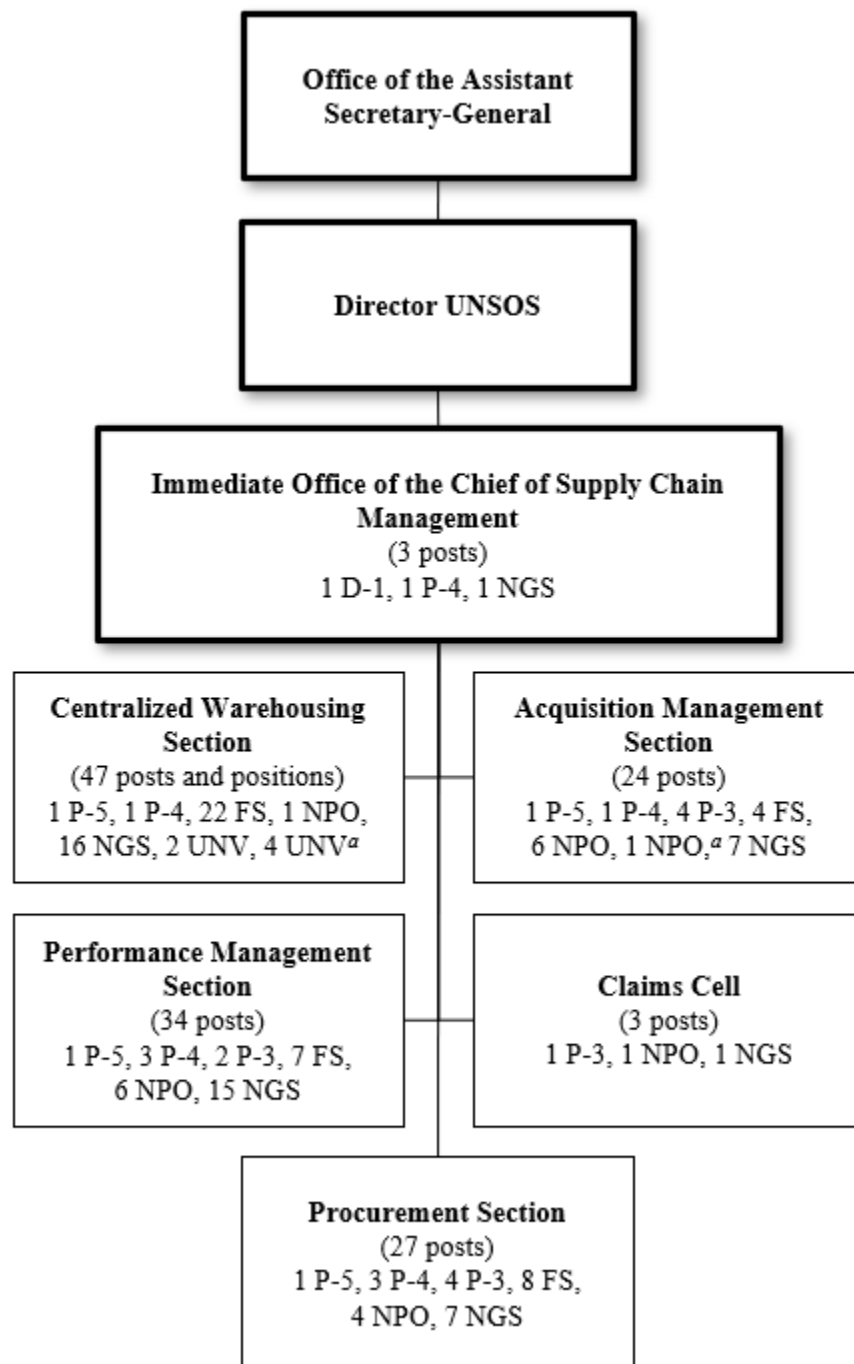 Office of the Assistant
Secretary-General
Director UNSOS
Immediate Office of the Chief of Supply Chain
Management
(3 posts)
1 D-1, 1 P-4, 1 NGS
Centralized Warehousing
Section
(47 posts and positions)
1 P-5, 1 P-4, 22 FS, 1 NPO,
16 NGS, 2 UNV, 4 UNVᵃ
Acquisition Management
Section
(24 posts)
1 P-5, 1 P-4, 4 P-3, 4 FS,
6 NPO, 1 NPO,ᵃ 7 NGS
Performance Management
Section
(34 posts)
1 P-5, 3 P-4, 2 P-3, 7 FS,
6 NPO, 15 NGS
Claims Cell
(3 posts)
1 P-3, 1 NPO, 1 NGS
Procurement Section
(27 posts)
1 P-5, 3 P-4, 4 P-3, 8 FS,
4 NPO, 7 NGS